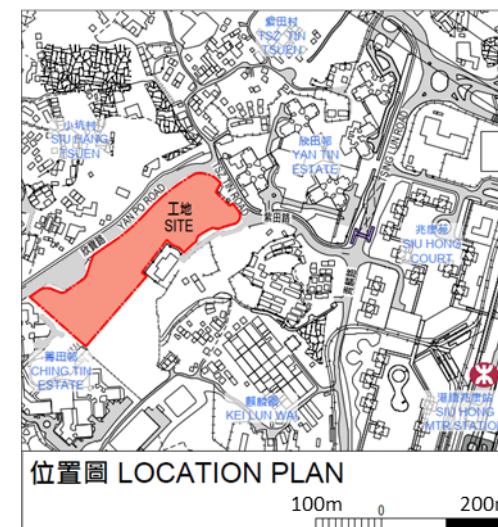 紫田村
TSZ TIN
TSUEN
小坑村
SIU HANG
TSUEN
欣田邨
YAN TIN
ESTATE
欣寶路
YAN PO ROAD
工地
SITE
紫田路
兆康苑
SIU HONG
COURT
菁田邨
CHING TIN
ESTATE
麒麟圍
KEI LUN WAI
港鐵兆康站
SIU HONG
MTR STATION
位置圖 LOCATION PLAN
100m 0 200m